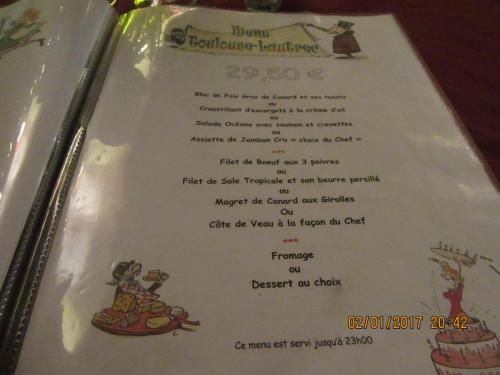 Menu
Toulouse-Lautrec
29,50 €
Bloc de Foie Gras de Canard et ses toasts
ou
Croustillant d'escargots à la crème d'ail
ou
Salade Océane avec saumon et crevettes
ou
Assiette de Jambon Cru « choix du Chef »
***
Filet de Boeuf aux 3 poivres
ou
Filet de Sole Tropicale et son beurre persillé
ou
Magret de Canard aux Girolles
Ou
Côte de Veau à la façon du Chef
***
Fromage
ou
Dessert au choix
Ce menu est servi jusqu'à 23h00
02/01/2017 20:42